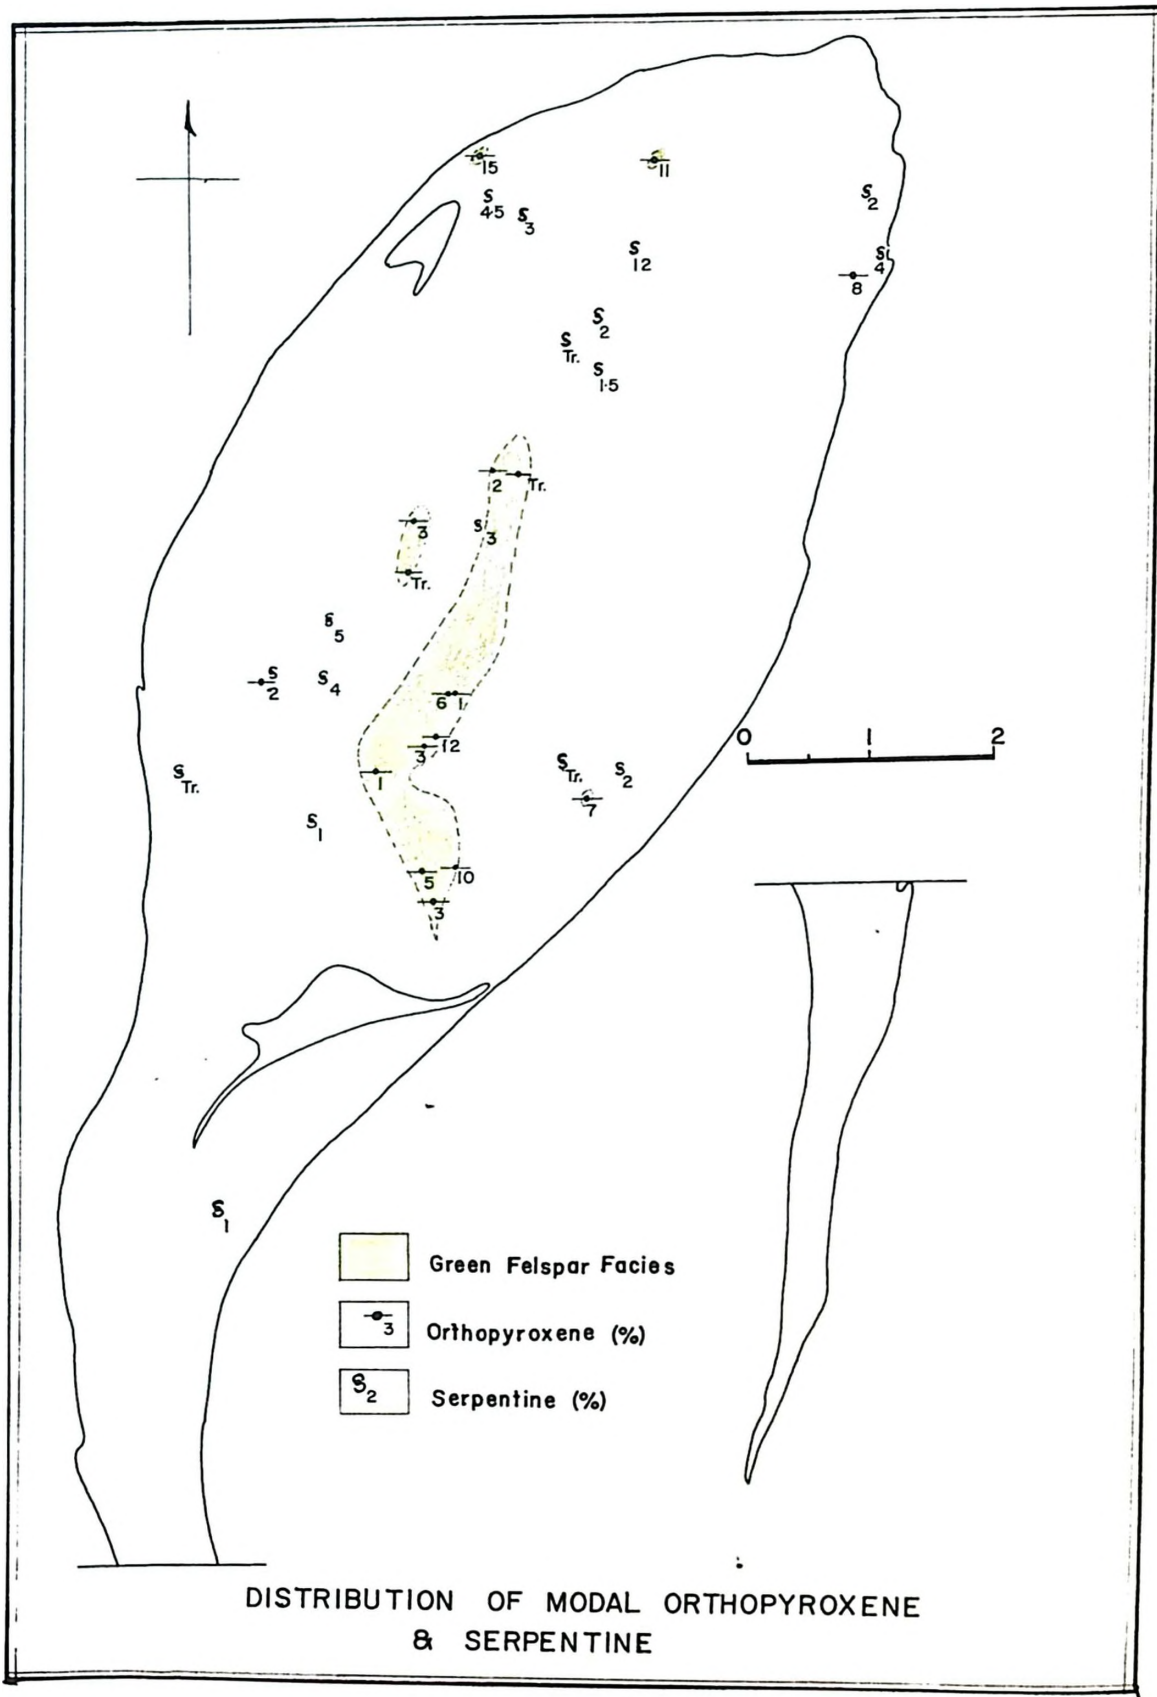 15
11
S
4·5
S
3
S
2
S
12
S
4
8
S
2
S
Tr.
S
1·5
2
Tr.
3
S
3
Tr.
S
5
S
2
S
4
6
1
12
3
0
1
2
S
Tr.
1
S
Tr.
S
2
7
S
1
5
10
3
S
1
Green Felspar Facies
3
Orthopyroxene (%)
S
2
Serpentine (%)
DISTRIBUTION OF MODAL ORTHOPYROXENE
& SERPENTINE